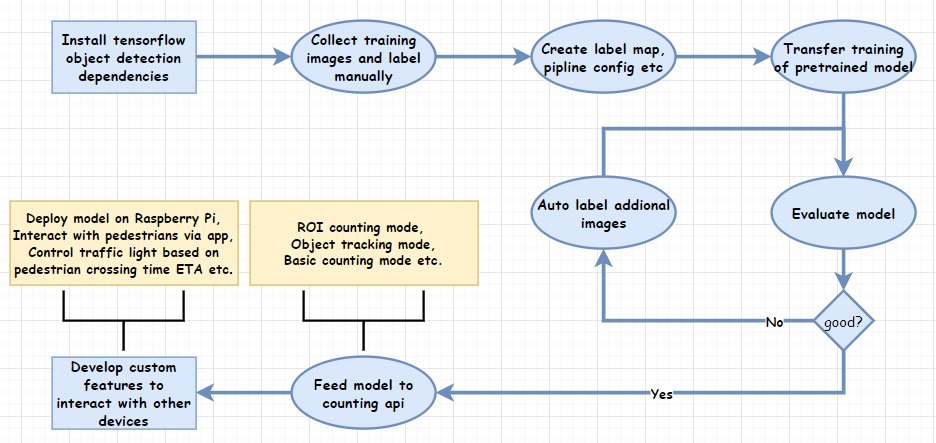 Install tensorflow
object detection
dependencies
Collect training
images and label
manually
Create label map,
pipline config etc
Transfer training
of pretrained model
Auto label addional
images
Evaluate model
Deploy model on Raspberry Pi,
Interact with pedestrians via app,
Control traffic light based on
pedestrian crossing time ETA etc.
ROI counting mode,
Object tracking mode,
Basic counting mode etc.
No
good?
Develop custom
features to
interact with other
devices
Feed model to
counting api
Yes